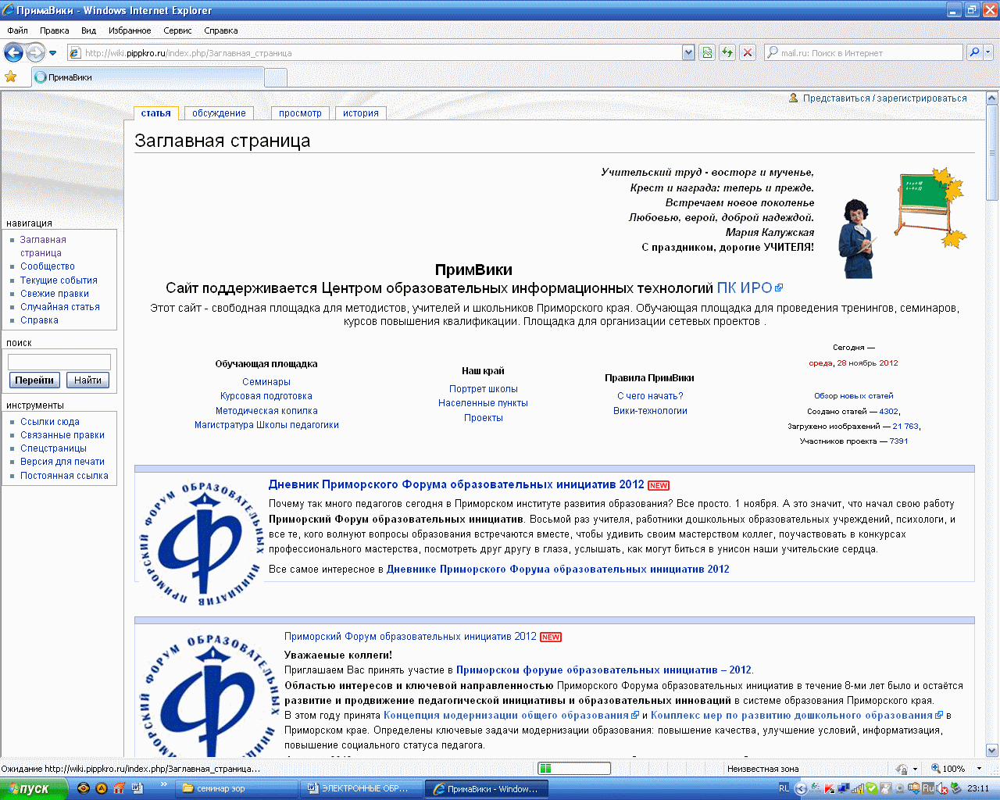 ПримаВики - Windows Internet Explorer
Файл Правка Вид Избранное Сервис Справка
http://wiki.pippkro.ru/index.php/Заглавная_страница
mail.ru: Поиск в Интернет
ПримаВики
Представиться / зарегистрироваться
статья обсуждение просмотр история
Заглавная страница
Учительский труд - восторг и мученье,
Крест и награда: теперь и прежде.
Встречаем новое поколенье
Любовью, верой, доброй надеждой.
Мария Калужская
С праздником, дорогие УЧИТЕЛЯ!
навигация
Заглавная
страница
Сообщество
Текущие события
Свежие правки
Случайная статья
Справка
поиск
Перейти Найти
инструменты
Ссылки сюда
Связанные правки
Спецстраницы
Версия для печати
Постоянная ссылка
ПримВики
Сайт поддерживается Центром образовательных информационных технологий ПК ИРО
Этот сайт - свободная площадка для методистов, учителей и школьников Приморского края. Обучающая площадка для проведения тренингов, семинаров,
курсов повышения квалификации. Площадка для организации сетевых проектов .
Обучающая площадка
Семинары
Курсовая подготовка
Методическая копилка
Магистратура Школы педагогики
Наш край
Портрет школы
Населенные пункты
Проекты
Правила ПримВики
С чего начать?
Вики-технологии
Сегодня —
среда, 28 ноябрь 2012
Обзор новых статей
Создано статей — 4302,
Загружено изображений — 21 763,
Участников проекта — 7391
ПРИМОРСКИЙ ФОРУМ ОБРАЗОВАТЕЛЬНЫХ ИНИЦИАТИВ
Дневник Приморского Форума образовательных инициатив 2012 NEW
Почему так много педагогов сегодня в Приморском институте развития образования? Все просто. 1 ноября. А это значит, что начал свою работу
Приморский Форум образовательных инициатив. Восьмой раз учителя, работники дошкольных образовательных учреждений, психологи, и
все те, кого волнуют вопросы образования встречаются вместе, чтобы удивить своим мастерством коллег, поучаствовать в конкурсах
профессионального мастерства, посмотреть друг другу в глаза, услышать, как могут биться в унисон наши учительские сердца.
Все самое интересное в Дневнике Приморского Форума образовательных инициатив 2012
ПРИМОРСКИЙ ФОРУМ ОБРАЗОВАТЕЛЬНЫХ
Приморский Форум образовательных инициатив 2012 NEW
Уважаемые коллеги!
Приглашаем Вас принять участие в Приморском форуме образовательных инициатив – 2012.
Областью интересов и ключевой направленностью Приморского Форума образовательных инициатив в течение 8-ми лет было и остаётся
развитие и продвижение педагогической инициативы и образовательных инноваций в системе образования Приморского края.
В этом году принята Концепция модернизации общего образования и Комплекс мер по развитию дошкольного образования в
Приморском крае. Определены ключевые задачи модернизации образования: повышение качества, улучшение условий, информатизация,
повышение социального статуса педагога.
Ожидание http://wiki.pippkro.ru/index.php/Заглавная_страница...
Неизвестная зона
100%
пуск
семинар эор
ЭЛЕКТРОННЫЕ ОБР...
ПримаВики - Window...
RU
Ru
23:11